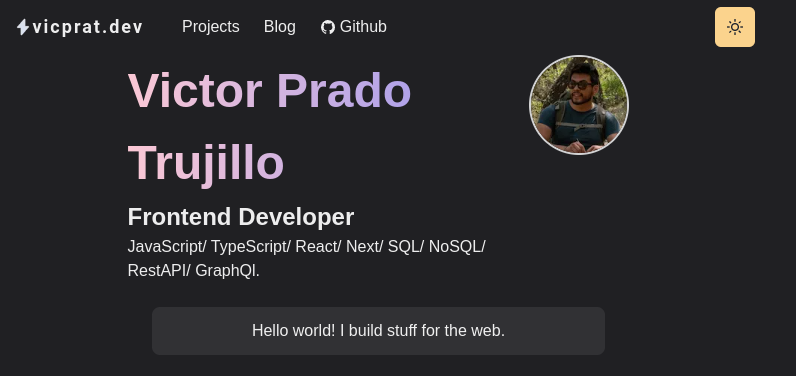 vicprat.dev Projects Blog Github
Victor Prado
Trujillo
Frontend Developer
JavaScript/ TypeScript/ React/ Next/ SQL/ NoSQL/
RestAPI/ GraphQl.
Hello world! I build stuff for the web.